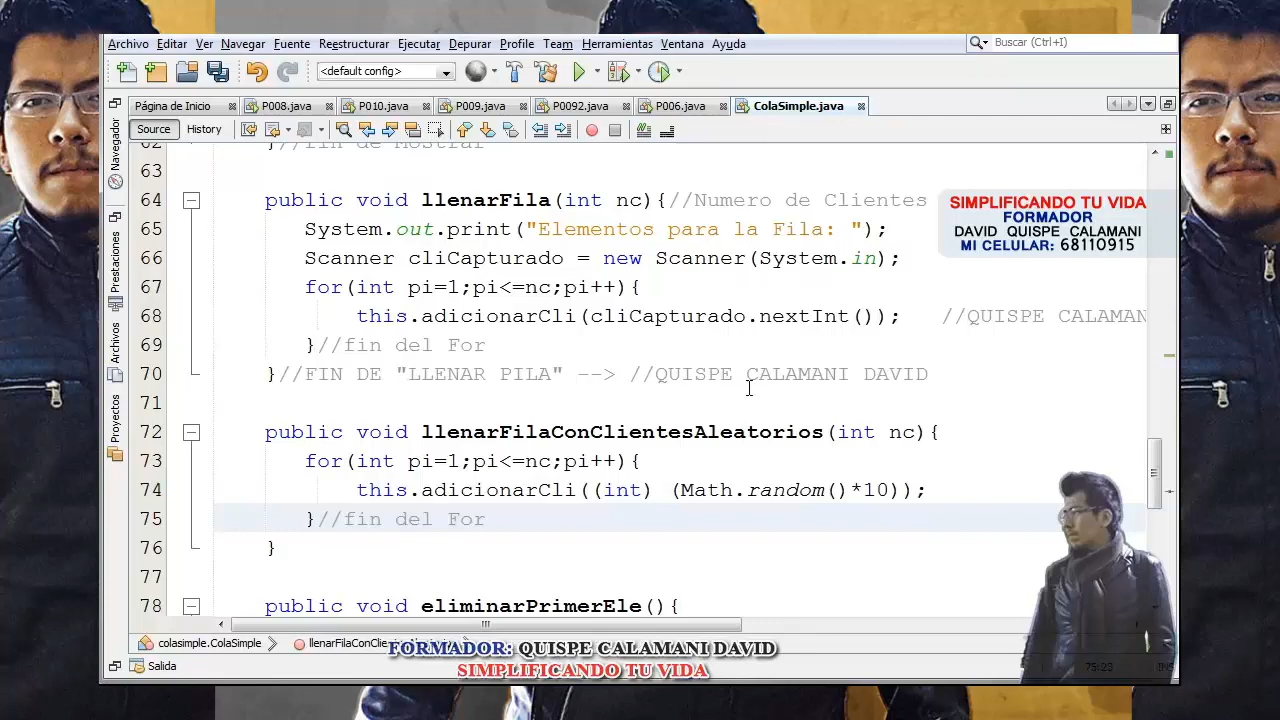 Archivo Editar Ver Navegar Fuente Reestructurar Ejecutar Depurar Profile Team Herramientas Ventana Ayuda
Buscar (Ctrl+I)
<default config>
Página de Inicio P008.java P010.java P009.java P0092.java P006.java ColaSimple.java
Source History
Navegador
Prestaciones
Archivos
Proyectos
62 }//fin de Mostrar
63
64 public void llenarFila(int nc){//Numero de Clientes
65 System.out.print("Elementos para la Fila: ");
66 Scanner cliCapturado = new Scanner(System.in);
67 for(int pi=1;pi<=nc;pi++){
68 this.adicionarCli(cliCapturado.nextInt()); //QUISPE CALAMAN
69 }//fin del For
70 }//FIN DE "LLENAR PILA" --> //QUISPE CALAMANI DAVID
71
72 public void llenarFilaConClientesAleatorios(int nc){
73 for(int pi=1;pi<=nc;pi++){
74 this.adicionarCli((int) (Math.random()*10));
75 }//fin del For
76 }
77
78 public void eliminarPrimerEle(){
SIMPLIFICANDO TU VIDA
FORMADOR
DAVID QUISPE CALAMANI
MI CELULAR: 68110915
colasimple.ColaSimple llenarFilaConClie
FORMADOR: QUISPE CALAMANI DAVID
SIMPLIFICANDO TU VIDA
Salida
75:23 INS